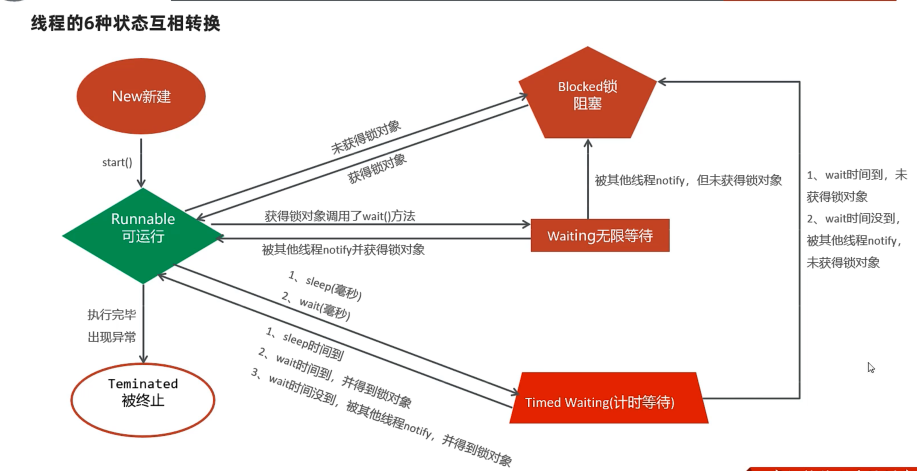 线程的6种状态互相转换
New新建
start()
Runnable
可运行
执行完毕
出现异常
Teminated
被终止
未获得锁对象
获得锁对象
Blocked锁
阻塞
获得锁对象调用了wait()方法
被其他线程notify并获得锁对象
Waiting无限等待
被其他线程notify，但未获得锁对象
1、sleep(毫秒)
2、wait(毫秒)
1、sleep时间到
2、wait时间到，并得到锁对象
3、wait时间没到，被其他线程notify，并得到锁对象
Timed Waiting(计时等待)
1、wait时间到，未
获得锁对象
2、wait时间没到，
被其他线程notify，
未获得锁对象